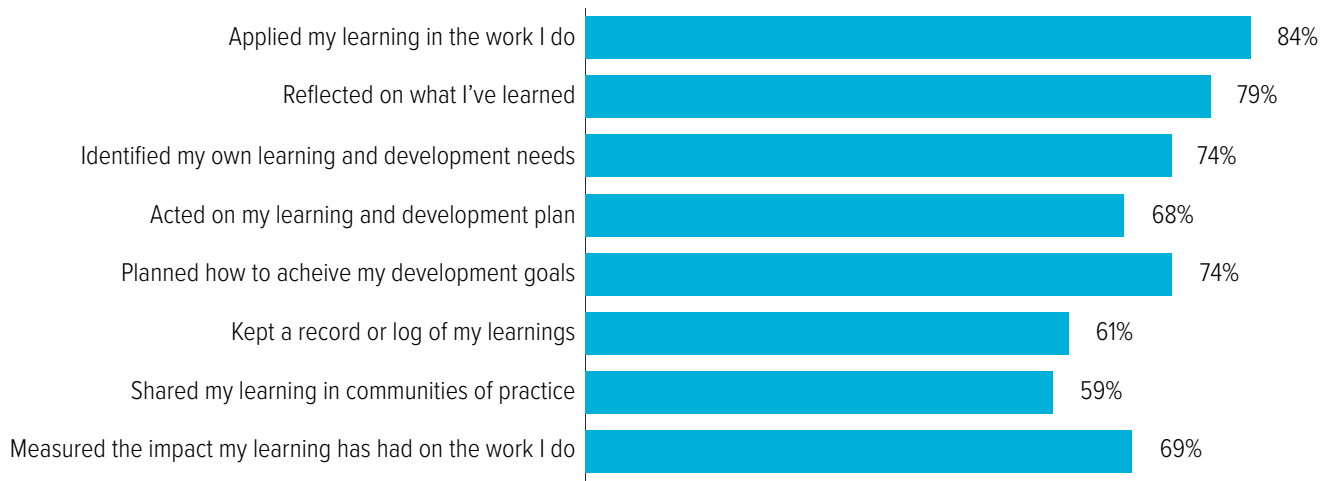 Applied my learning in the work I do 84%
Reflected on what I've learned 79%
Identified my own learning and development needs 74%
Acted on my learning and development plan 68%
Planned how to acheive my development goals 74%
Kept a record or log of my learnings 61%
Shared my learning in communities of practice 59%
Measured the impact my learning has had on the work I do 69%